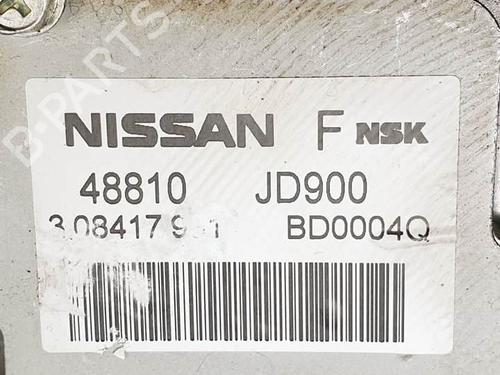 B-PARTS
NISSAN F NSK
48810 JD900
BD0004Q